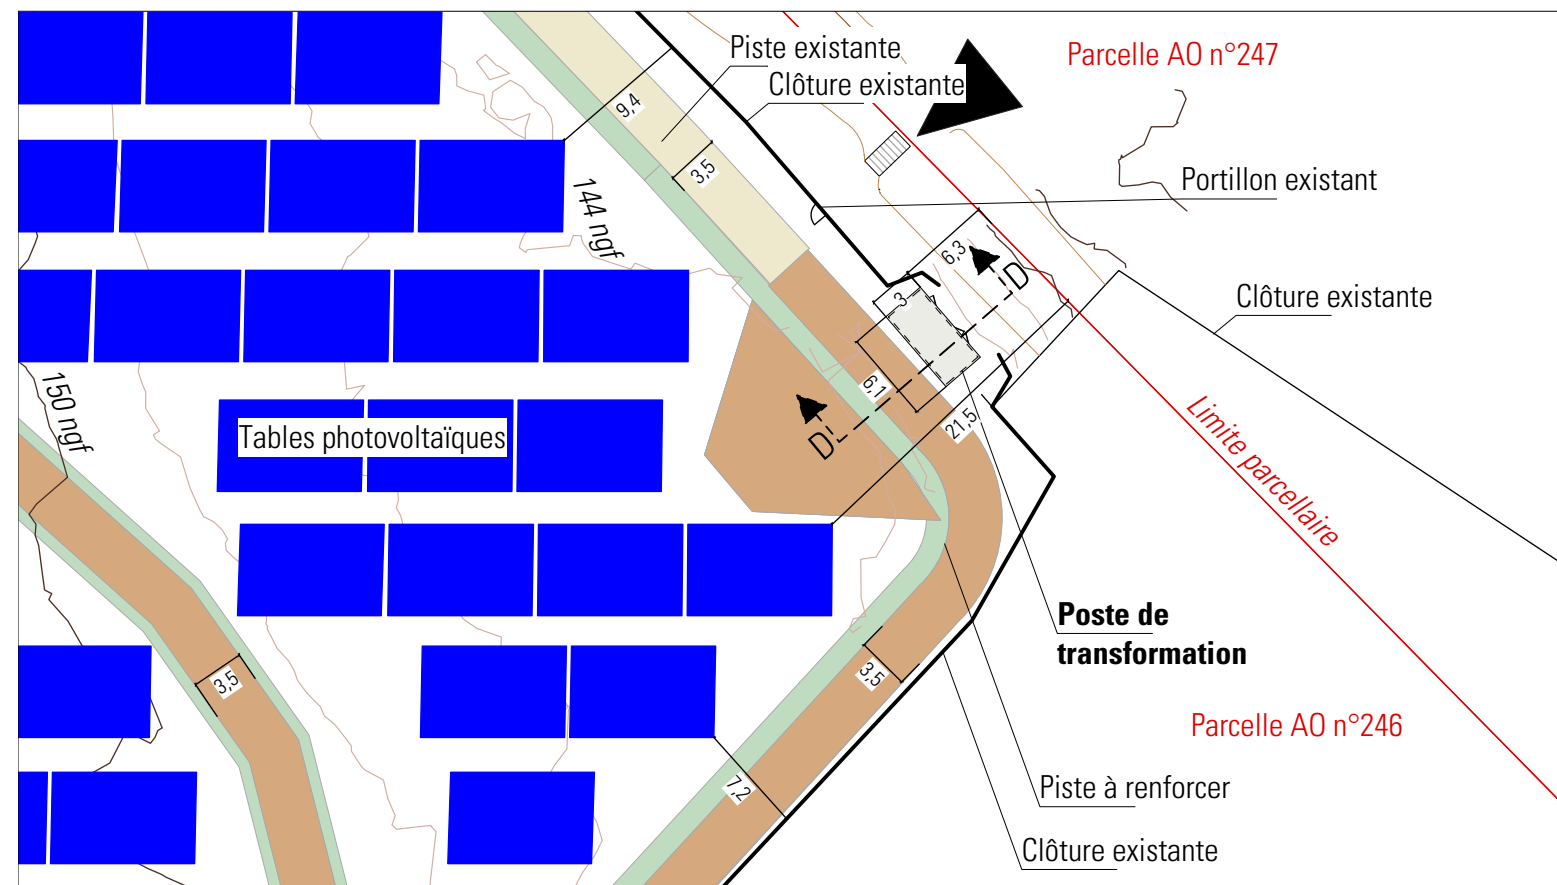 Piste existante
Parcelle AO n°247
Clôture existante
9,4
3,5
Portillon existant
144 ngf
6,3
D
3
Clôture existante
150 ngf
6,1
21,5
Tables photovoltaïques
D'
Limite parcellaire
Poste de
transformation
3,5
3,5
Parcelle AO n°246
7,2
Piste à renforcer
Clôture existante